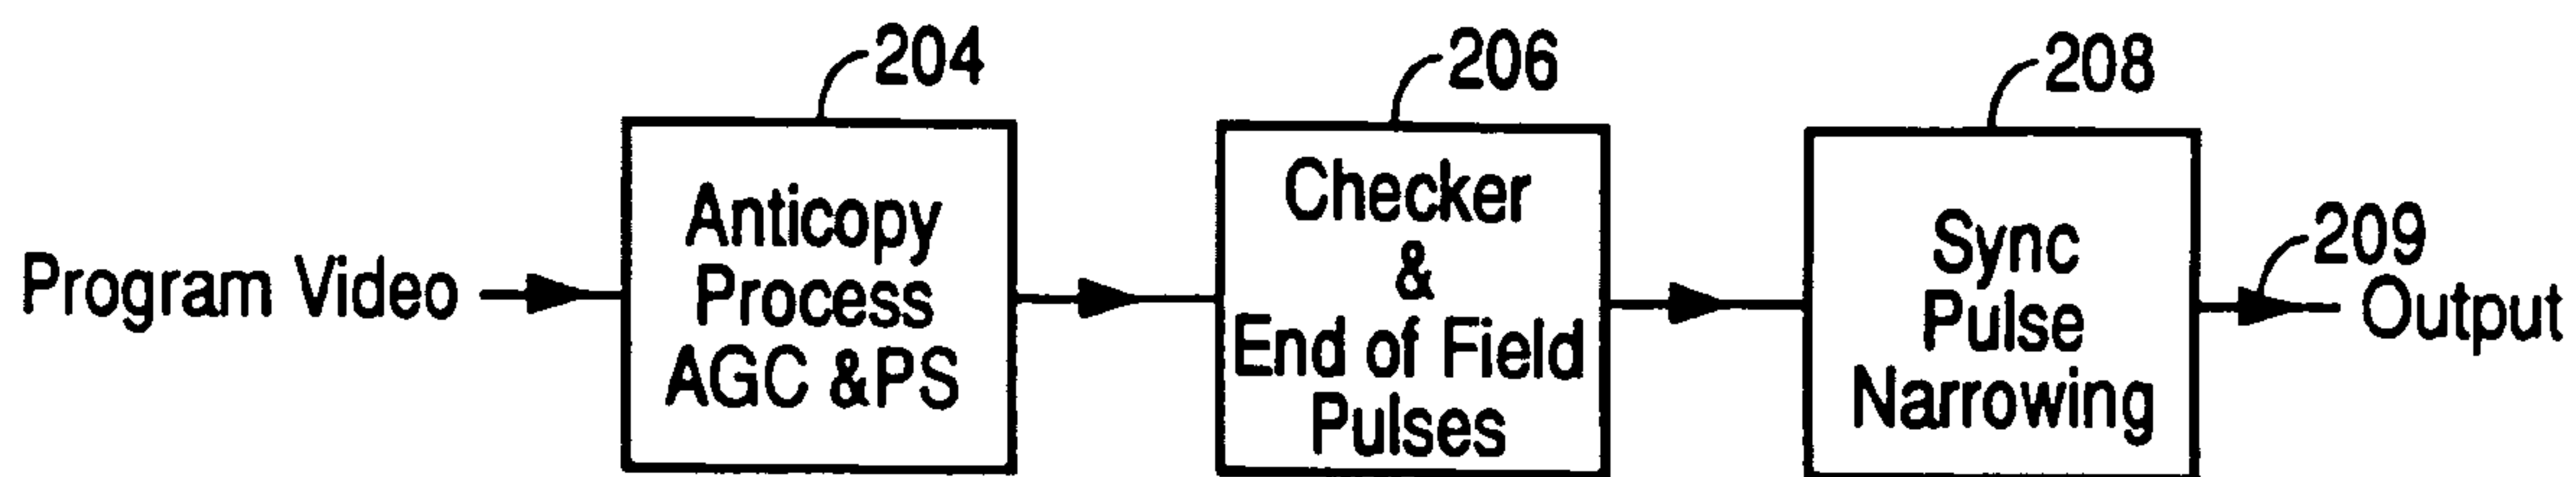 204
206
208
Program Video
Anticopy
Process
AGC &PS
Checker
&
End of Field
Pulses
Sync
Pulse
Narrowing
209
Output